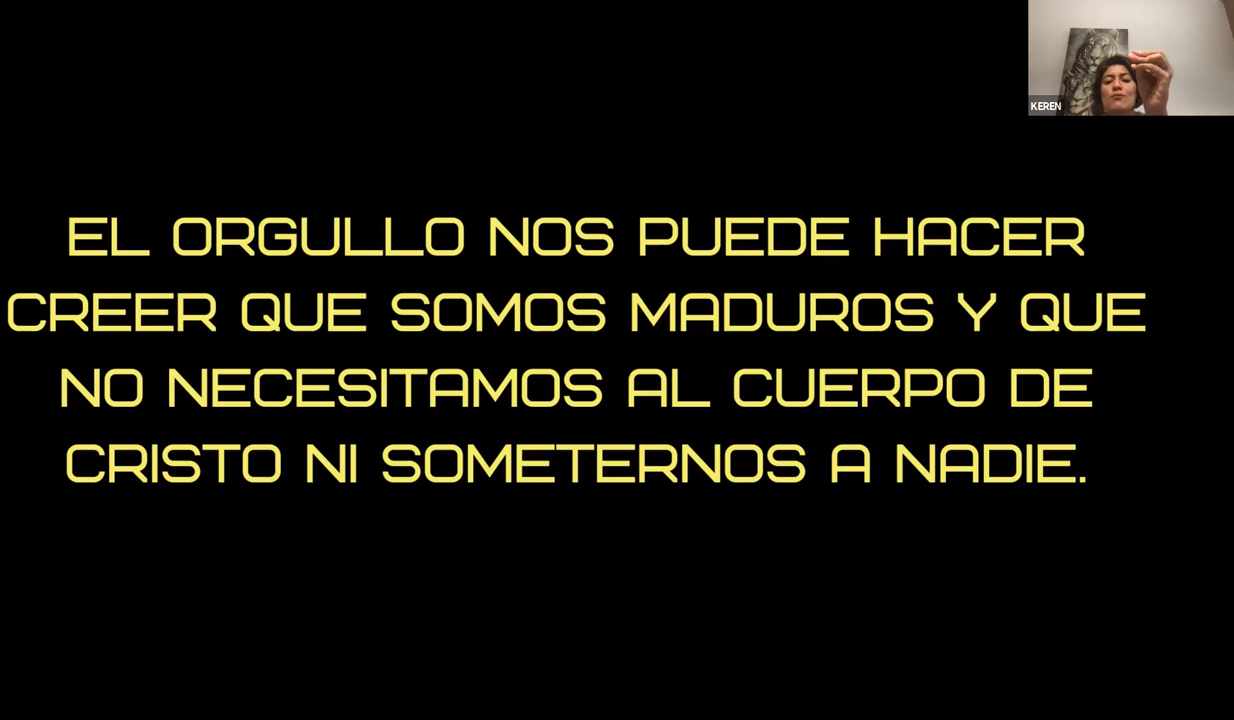 KEREN
EL ORGULLO NOS PUEDE HACER
CREER QUE SOMOS MADUROS Y QUE
NO NECESITAMOS AL CUERPO DE
CRISTO NI SOMETERNOS A NADIE.